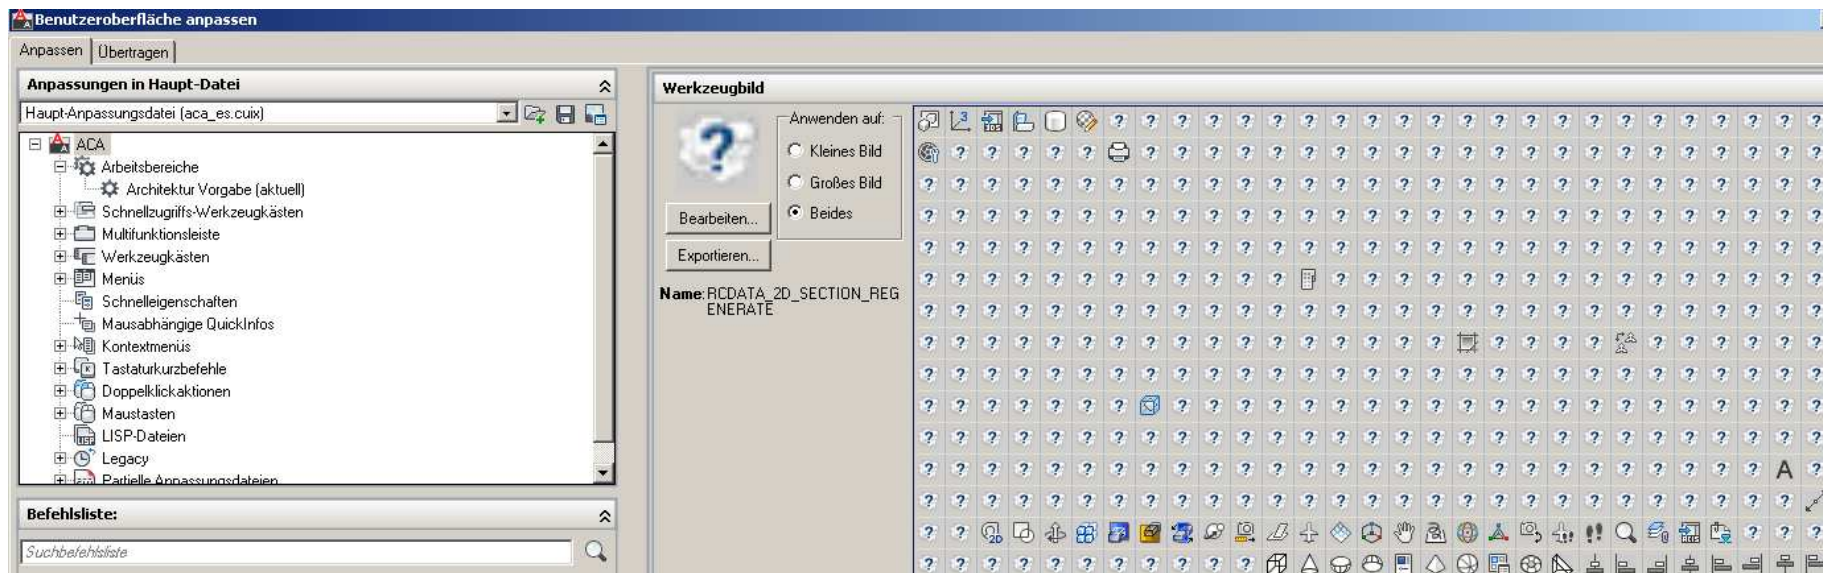 Benutzeroberfläche anpassen
Anpassen Übertragen
Anpassungen in Haupt-Datei
Haupt-Anpassungsdatei (aca_es.cuix)
ACA
Arbeitsbereiche
Architektur Vorgabe (aktuell)
Schnellzugriffs-Werkzeugkästen
Multifunktionsleiste
Werkzeugkästen
Menüs
Schnelleigenschaften
Mausabhängige QuickInfos
Kontextmenüs
Tastaturkurzbefehle
Doppelklickaktionen
Maustasten
LISP-Dateien
Legacy
Partielle Anpassungsdateien
Befehlsliste:
Suchbefehlsliste
Werkzeugbild
Anwenden auf:
Kleines Bild
Großes Bild
Beides
Bearbeiten...
Exportieren...
Name: RCDATA_2D_SECTION_REG
ENERATE